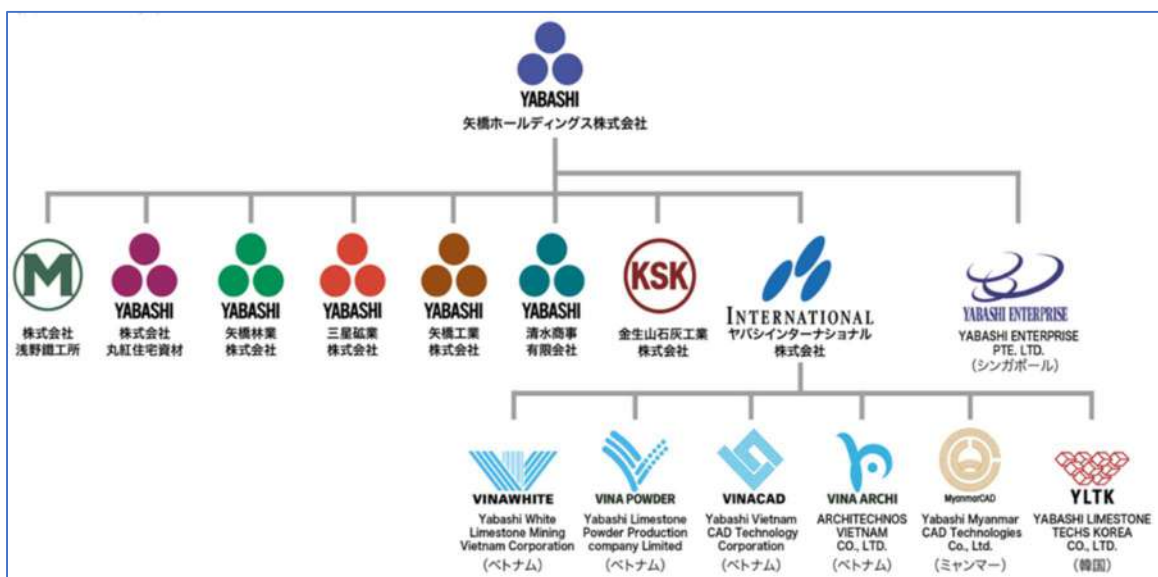 YABASHI
矢橋ホールディングス株式会社
M
株式会社
浅野鐵工所
YABASHI
株式会社
丸紅住宅資材
YABASHI
矢橋林業
株式会社
YABASHI
三星砿業
株式会社
YABASHI
矢橋工業
株式会社
YABASHI
清水商事
有限会社
KSK
金生山石灰工業
株式会社
INTERNATIONAL
ヤバシインターナショナル
株式会社
YABASHI ENTERPRISE
YABASHI ENTERPRISE
PTE. LTD.
（シンガポール）
VINAWHITE
Yabashi White
Limestone Mining
Vietnam Corporation
（ベトナム）
VINA POWDER
Yabashi Limestone
Powder Production
company Limited
（ベトナム）
VINACAD
Yabashi Vietnam
CAD Technology
Corporation
（ベトナム）
VINA ARCHI
ARCHITECHNOS
VIETNAM
CO., LTD.
（ベトナム）
MyanmarCAD
Yabashi Myanmar
CAD Technologies
Co., Ltd.
（ミャンマー）
YLTK
YABASHI LIMESTONE
TECHS KOREA
CO., LTD.
（韓国）